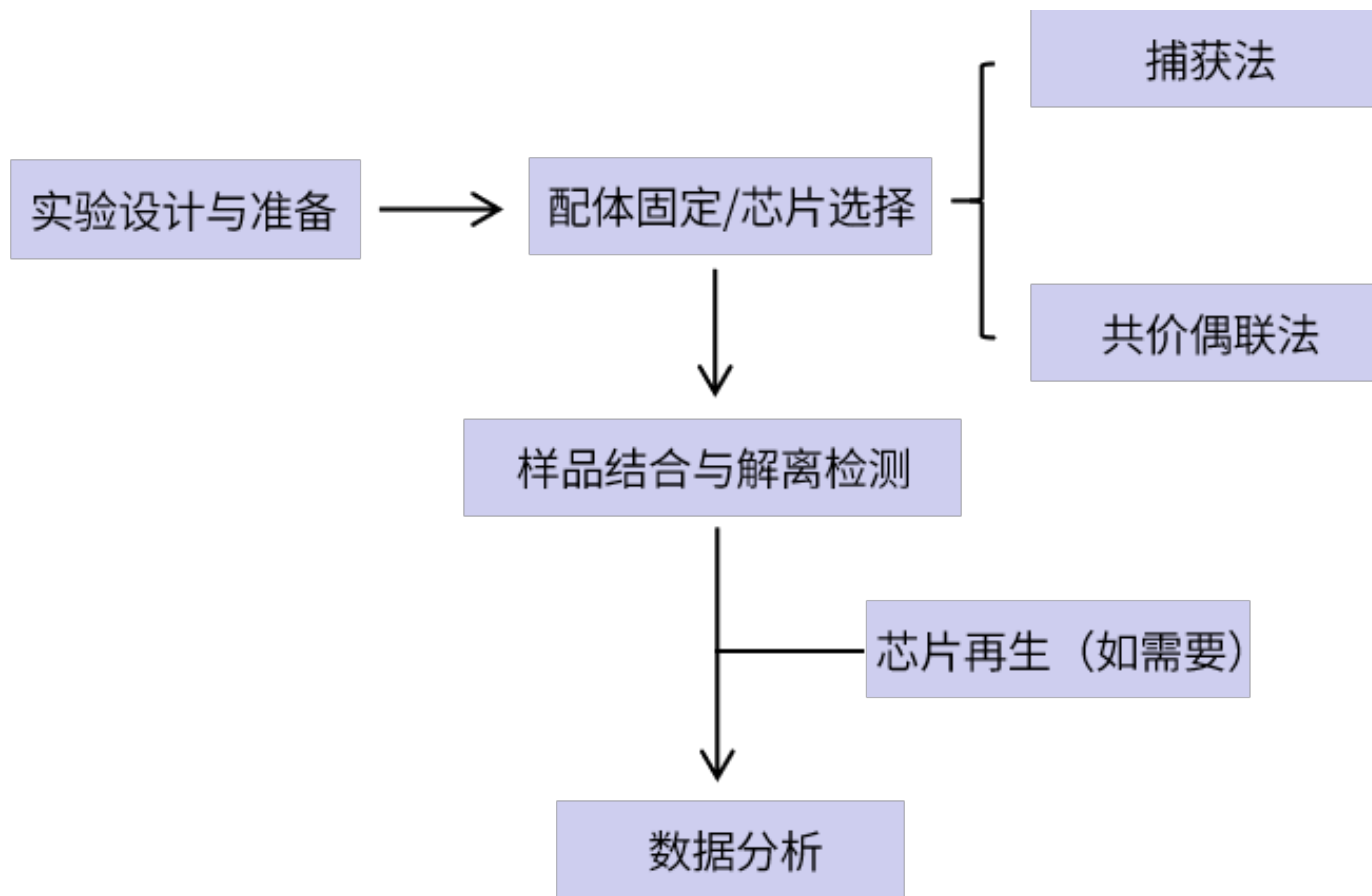 捕获法
实验设计与准备
配体固定/芯片选择
共价偶联法
样品结合与解离检测
芯片再生（如需要）
数据分析